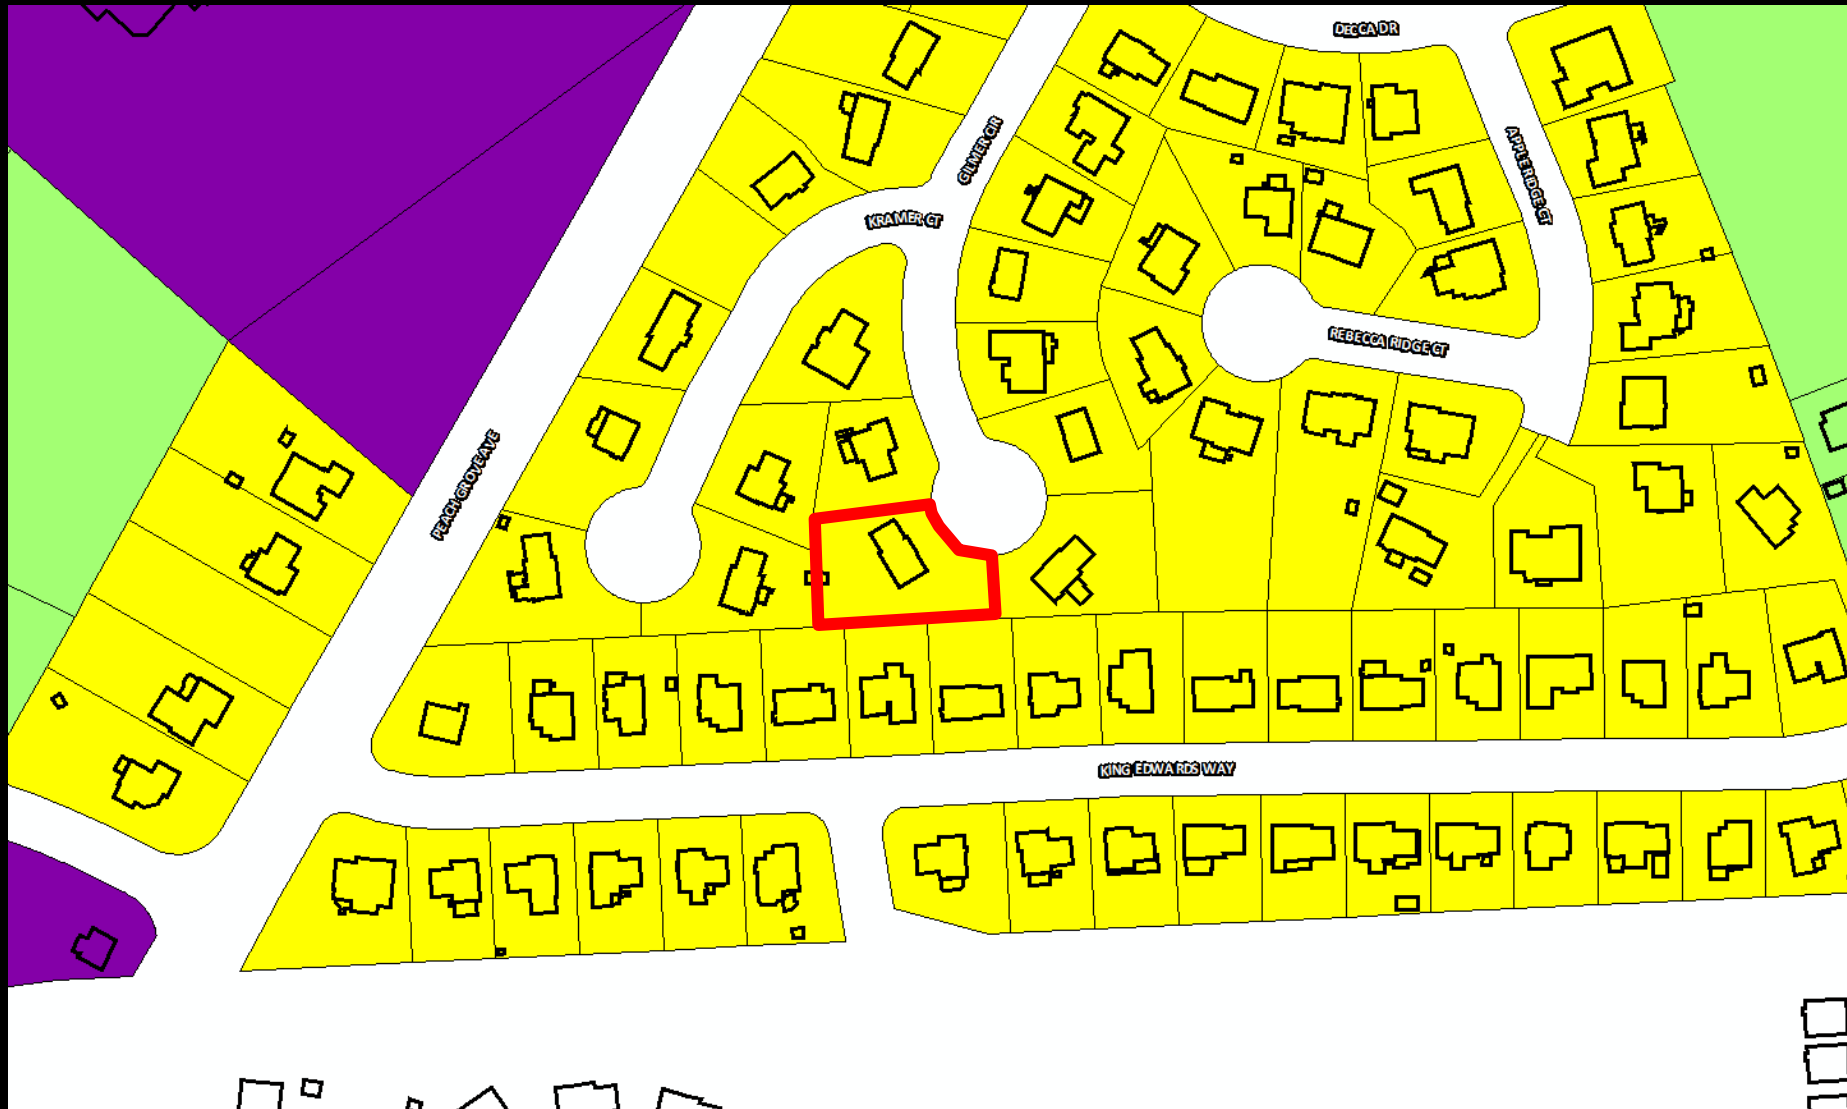 DECCA DR
GILMER CIR
APPLERIDGE CT
KRAMER CT
REBECCA RIDGE CT
PEACH GROVE AVE
KING EDWARDS WAY